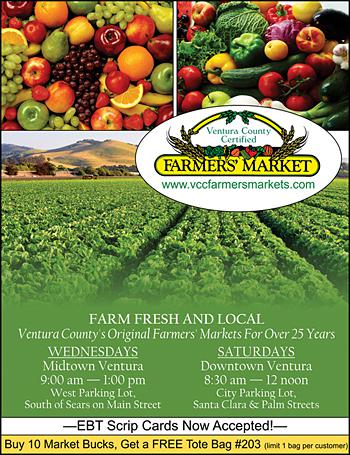 Ventura County
Certified
FARMERS' MARKET
www.vccfarmersmarkets.com
FARM FRESH AND LOCAL
Ventura County's Original Farmers' Markets For Over 25 Years
WEDNESDAYS
Midtown Ventura
9:00 am — 1:00 pm
West Parking Lot,
South of Sears on Main Street
SATURDAYS
Downtown Ventura
8:30 am — 12 noon
City Parking Lot,
Santa Clara & Palm Streets
—EBT Scrip Cards Now Accepted!—
Buy 10 Market Bucks, Get a FREE Tote Bag #203 (limit 1 bag per customer)